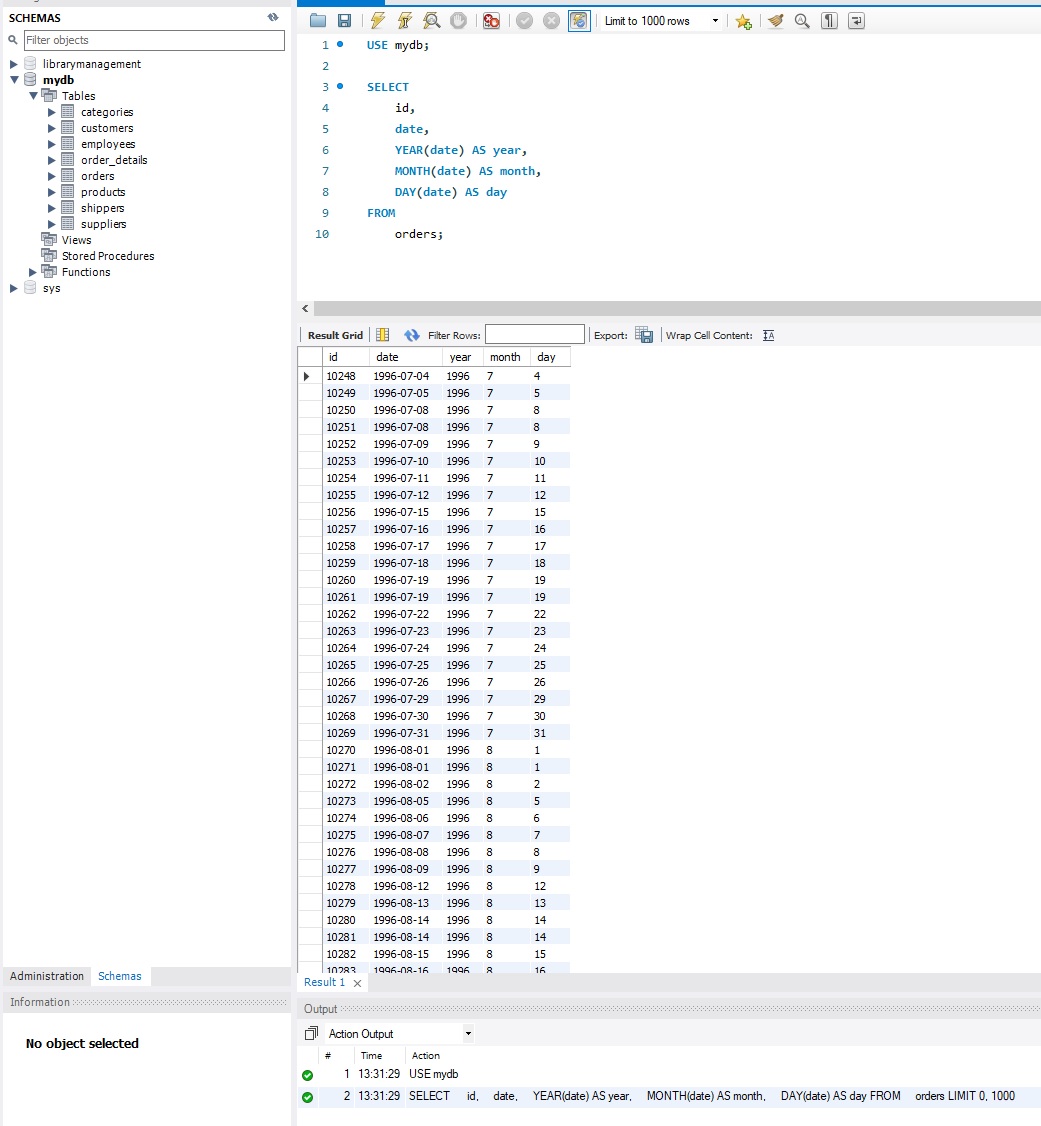 SCHEMAS
Filter objects
librarymanagement
mydb
Tables
categories
customers
employees
order_details
orders
products
shippers
suppliers
Views
Stored Procedures
Functions
sys
Administration Schemas
Information
No object selected
Limit to 1000 rows
1 USE mydb;
2
3 SELECT
4 id,
5 date,
6 YEAR(date) AS year,
7 MONTH(date) AS month,
8 DAY(date) AS day
9 FROM
10 orders;
Result Grid Filter Rows: Export: Wrap Cell Content:
id date year month day
10248 1996-07-04 1996 7 4
10249 1996-07-05 1996 7 5
10250 1996-07-08 1996 7 8
10251 1996-07-08 1996 7 8
10252 1996-07-09 1996 7 9
10253 1996-07-10 1996 7 10
10254 1996-07-11 1996 7 11
10255 1996-07-12 1996 7 12
10256 1996-07-15 1996 7 15
10257 1996-07-16 1996 7 16
10258 1996-07-17 1996 7 17
10259 1996-07-18 1996 7 18
10260 1996-07-19 1996 7 19
10261 1996-07-19 1996 7 19
10262 1996-07-22 1996 7 22
10263 1996-07-23 1996 7 23
10264 1996-07-24 1996 7 24
10265 1996-07-25 1996 7 25
10266 1996-07-26 1996 7 26
10267 1996-07-29 1996 7 29
10268 1996-07-30 1996 7 30
10269 1996-07-31 1996 7 31
10270 1996-08-01 1996 8 1
10271 1996-08-01 1996 8 1
10272 1996-08-02 1996 8 2
10273 1996-08-05 1996 8 5
10274 1996-08-06 1996 8 6
10275 1996-08-07 1996 8 7
10276 1996-08-08 1996 8 8
10277 1996-08-09 1996 8 9
10278 1996-08-12 1996 8 12
10279 1996-08-13 1996 8 13
10280 1996-08-14 1996 8 14
10281 1996-08-14 1996 8 14
10282 1996-08-15 1996 8 15
10283 1996-08-16 1996 8 16
Result 1
Output
Action Output
# Time Action
1 13:31:29 USE mydb
2 13:31:29 SELECT id, date, YEAR(date) AS year, MONTH(date) AS month, DAY(date) AS day FROM orders LIMIT 0, 1000